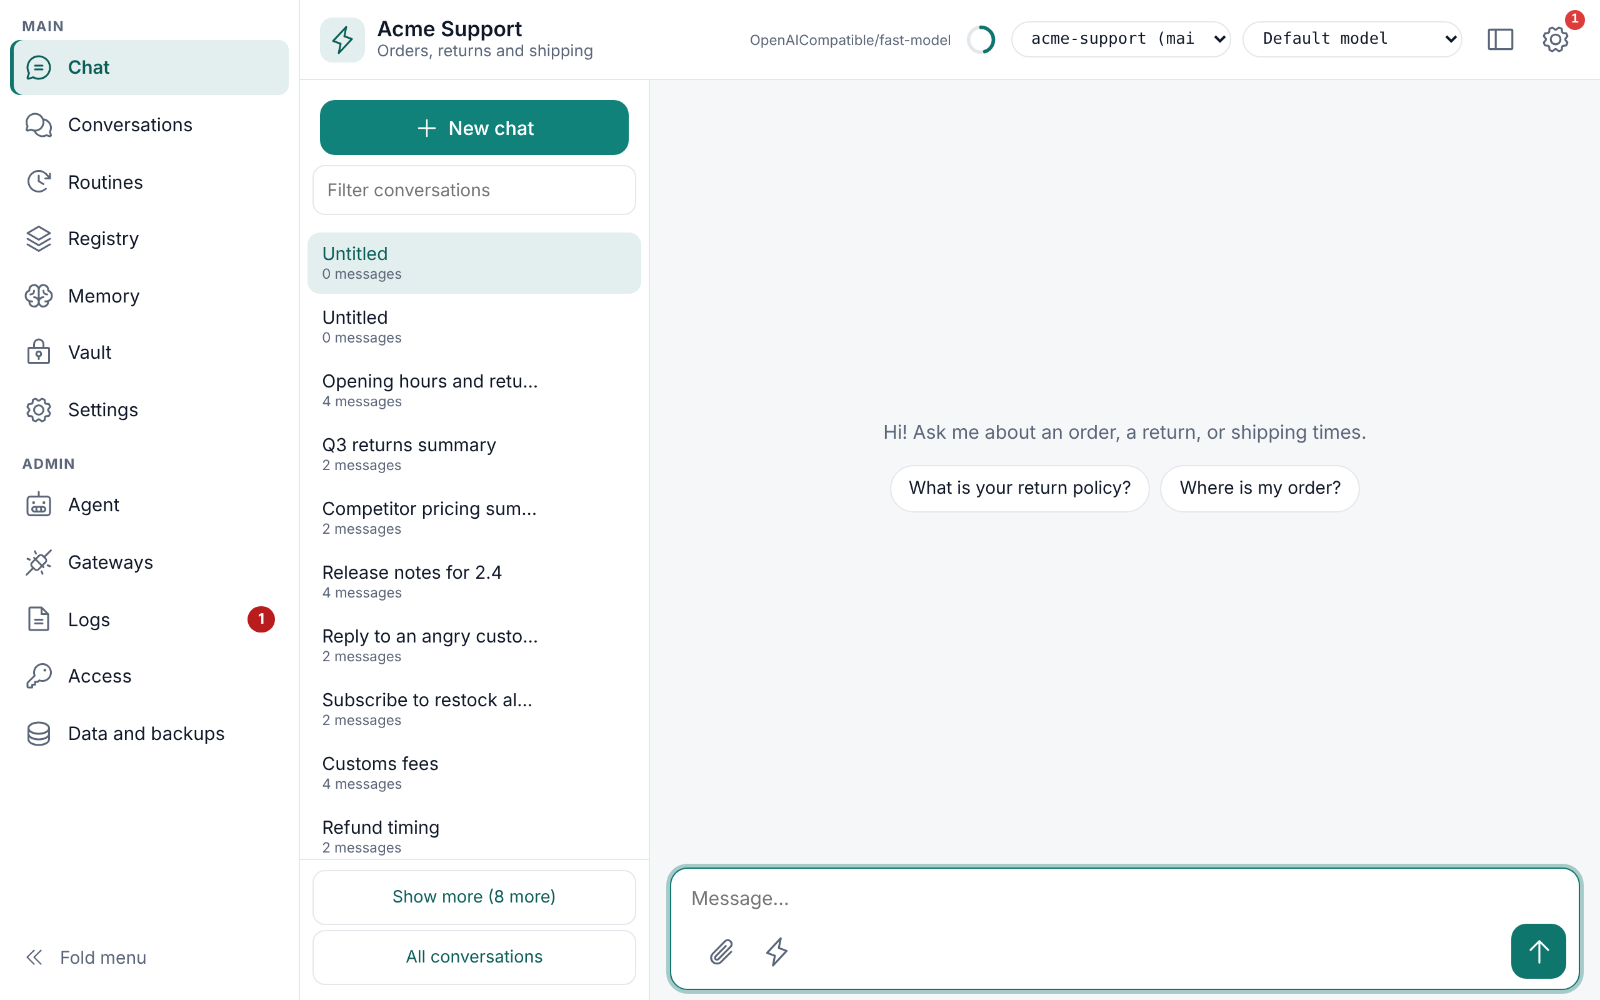 MAIN
Chat
Conversations
Routines
Registry
Memory
Vault
Settings
ADMIN
Agent
Gateways
Logs
1
Access
Data and backups
Fold menu
Acme Support
Orders, returns and shipping
OpenAICompatible/fast-model
acme-support (mai
Default model
1
New chat
Filter conversations
Untitled
0 messages
Untitled
0 messages
Opening hours and retu...
4 messages
Q3 returns summary
2 messages
Competitor pricing sum...
2 messages
Release notes for 2.4
4 messages
Reply to an angry custo...
2 messages
Subscribe to restock al...
2 messages
Customs fees
4 messages
Refund timing
2 messages
Show more (8 more)
All conversations
Hi! Ask me about an order, a return, or shipping times.
What is your return policy?
Where is my order?
Message...